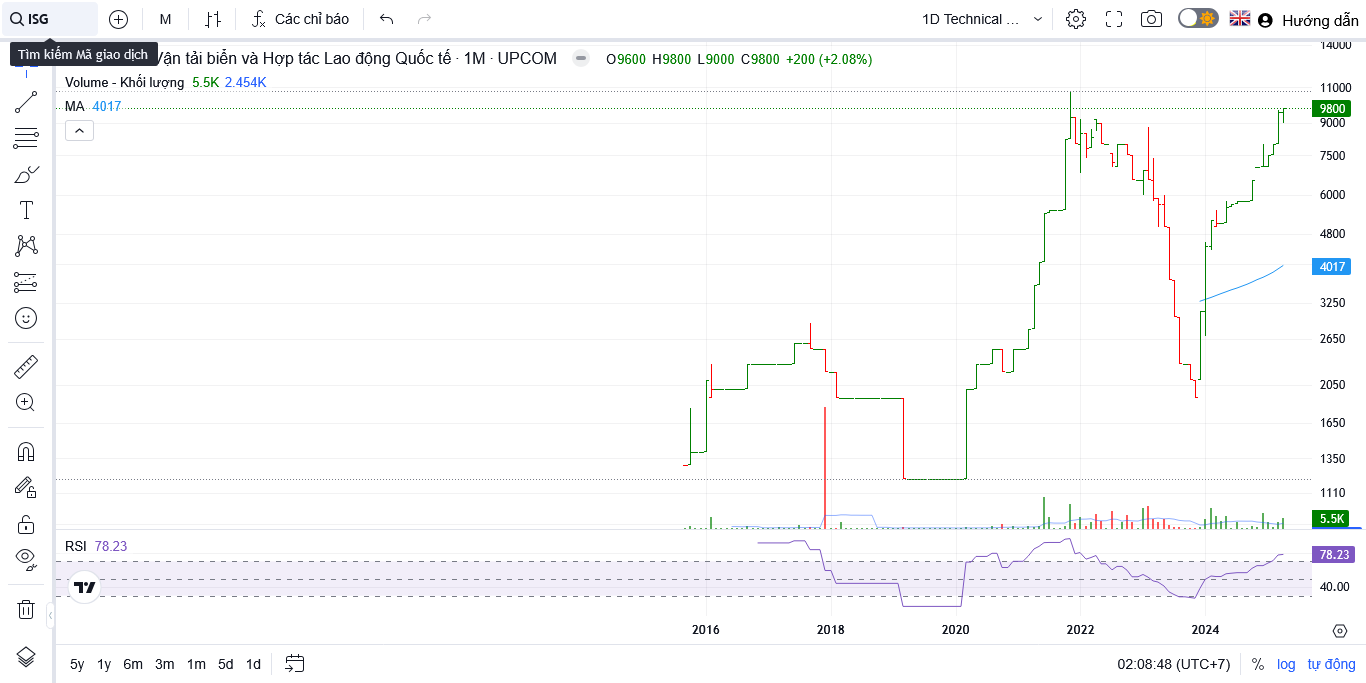 ISG
M
Các chỉ báo
1D Technical ...
Hướng dẫn
Tìm kiếm Mã giao dịch
Vận tải biển và Hợp tác Lao động Quốc tế · 1M · UPCOM
O9600 H9800 L9000 C9800 +200 (+2.08%)
Volume - Khối lượng 5.5K 2.454K
MA 4017
14000
11000
9800
9000
7500
6000
4800
4017
3250
2650
2050
1650
1350
1110
5.5K
RSI 78.23
78.23
40.00
2016 2018 2020 2022 2024
5y 1y 6m 3m 1m 5d 1d
02:08:48 (UTC+7) % log tự động